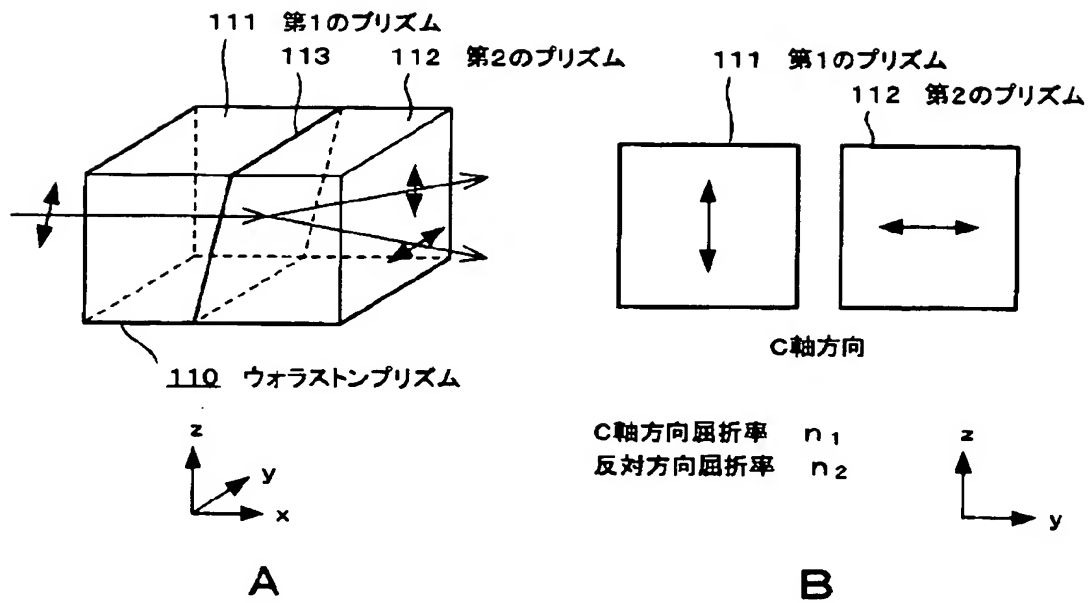 111 第1のプリズム
113
112 第2のプリズム
110 ウォラストンプリズム
z
y
x
A
111 第1のプリズム
112 第2のプリズム
C軸方向
C軸方向屈折率 n1
反対方向屈折率 n2
z
y
B